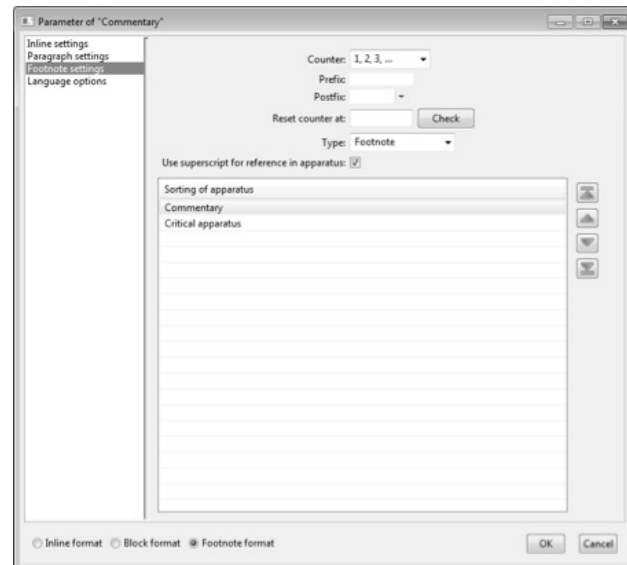 Parameter of "Commentary"
Inline settings
Paragraph settings
Footnote settings
Language options
Counter: 1, 2, 3, ...
Prefix:
Postfix:
Reset counter at: Check
Type: Footnote
Use superscript for reference in apparatus:
Sorting of apparatus
Commentary
Critical apparatus
Inline format Block format Footnote format OK Cancel